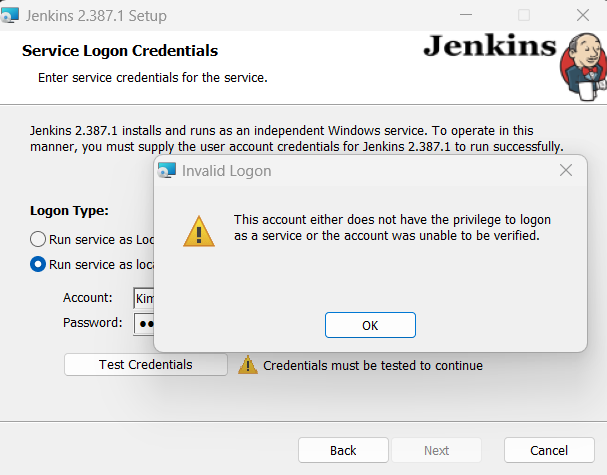 Jenkins 2.387.1 Setup
Service Logon Credentials
Enter service credentials for the service.
Jenkins
Jenkins 2.387.1 installs and runs as an independent Windows service. To operate in this
manner, you must supply the user account credentials for Jenkins 2.387.1 to run successfully.
Invalid Logon
This account either does not have the privilege to logon
as a service or the account was unable to be verified.
OK
Logon Type:
Run service as Loc
Run service as loca
Account:
Kim
Password:
Test Credentials
Credentials must be tested to continue
Back
Next
Cancel